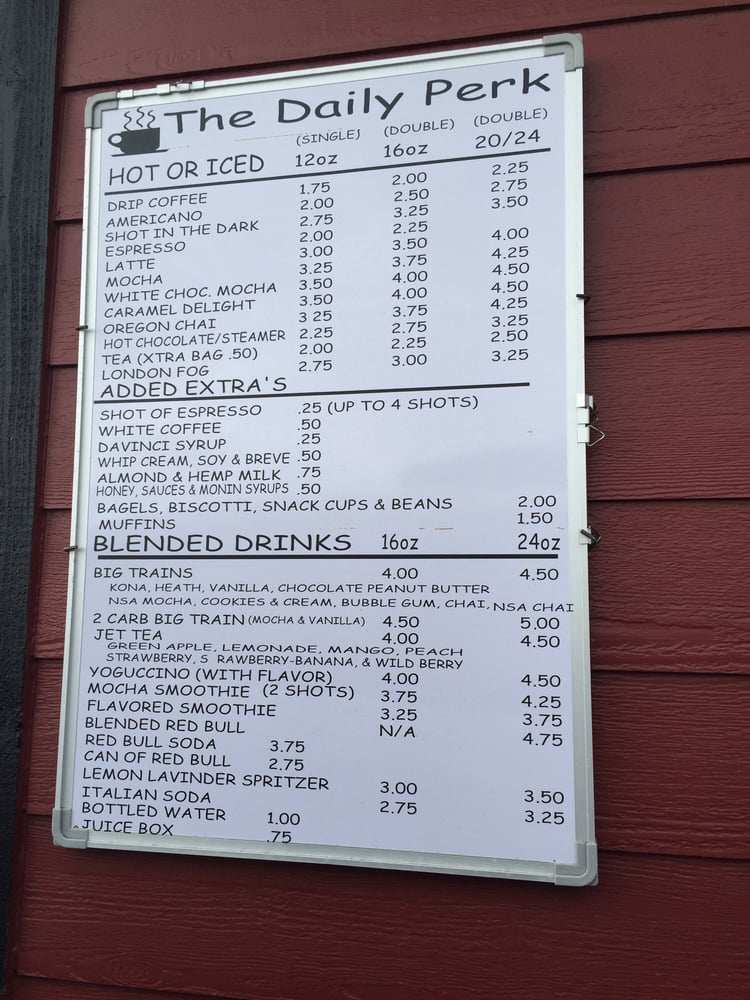 The Daily Perk
(SINGLE) (DOUBLE) (DOUBLE)
HOT OR ICED 12oz 16oz 20/24
DRIP COFFEE 1.75 2.00 2.25
AMERICANO 2.00 2.50 2.75
SHOT IN THE DARK 2.75 3.25 3.50
ESPRESSO 2.00 2.25
LATTE 3.00 3.50 4.00
MOCHA 3.25 3.75 4.25
WHITE CHOC. MOCHA 3.50 4.00 4.50
CARAMEL DELIGHT 3.50 4.00 4.50
OREGON CHAI 3 25 3.75 4.25
HOT CHOCOLATE/STEAMER 2.25 2.75 3.25
TEA (XTRA BAG .50) 2.00 2.25 2.50
LONDON FOG 2.75 3.00 3.25
ADDED EXTRA'S
SHOT OF ESPRESSO .25 (UP TO 4 SHOTS)
WHITE COFFEE .50
DAVINCI SYRUP .25
WHIP CREAM, SOY & BREVE .50
ALMOND & HEMP MILK .75
HONEY, SAUCES & MONIN SYRUPS .50
BAGELS, BISCOTTI, SNACK CUPS & BEANS 2.00
MUFFINS 1.50
BLENDED DRINKS 16oz 24oz
BIG TRAINS 4.00 4.50
KONA, HEATH, VANILLA, CHOCOLATE PEANUT BUTTER
NSA MOCHA, COOKIES & CREAM, BUBBLE GUM, CHAI, NSA CHAI
2 CARB BIG TRAIN (MOCHA & VANILLA) 4.50 5.00
JET TEA 4.00 4.50
GREEN APPLE, LEMONADE, MANGO, PEACH
STRAWBERRY, S RAWBERRY-BANANA, & WILD BERRY
YOGUCCINO (WITH FLAVOR) 4.00 4.50
MOCHA SMOOTHIE (2 SHOTS) 3.75 4.25
FLAVORED SMOOTHIE 3.25 3.75
BLENDED RED BULL N/A 4.75
RED BULL SODA 3.75
CAN OF RED BULL 2.75
LEMON LAVINDER SPRITZER 3.00 3.50
ITALIAN SODA 2.75 3.25
BOTTLED WATER 1.00
JUICE BOX .75